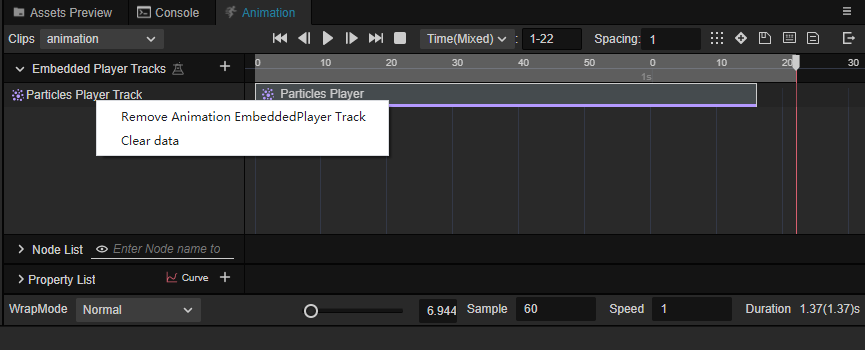 Assets Preview Console Animation
Clips animation Time(Mixed) : 1-22 Spacing: 1
Embedded Player Tracks + 0 10 20 30 40 50 0 10 20 30
1s
Particles Player Track Particles Player
Remove Animation EmbeddedPlayer Track
Clear data
Node List Enter Node name to
Property List Curve +
WrapMode Normal 6.944 Sample 60 Speed 1 Duration 1.37(1.37)s